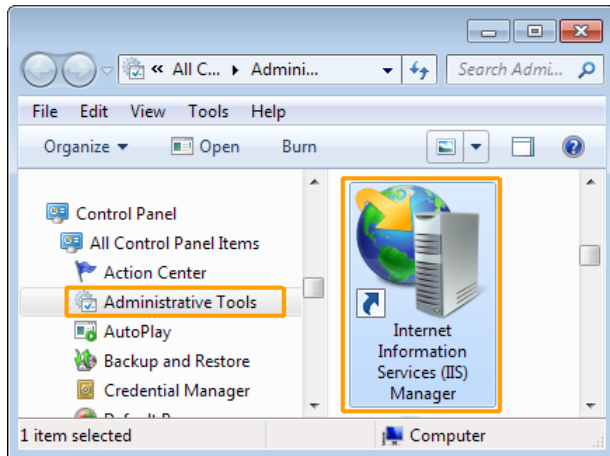 « All C... ▸ Admini...
Search Admi...
File Edit View Tools Help
Organize Open Burn
Control Panel
All Control Panel Items
Action Center
Administrative Tools
AutoPlay
Backup and Restore
Credential Manager
Internet
Information
Services (IIS)
Manager
1 item selected
Computer